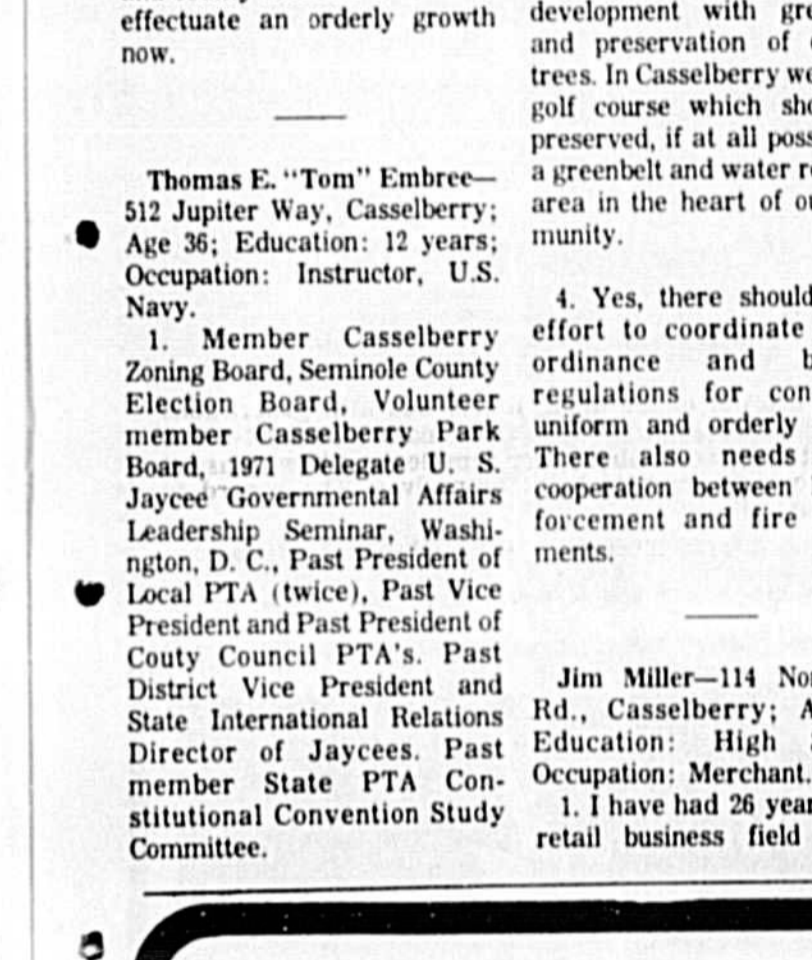 effectuate an orderly growth
now.
Thomas E. "Tom" Embree—
512 Jupiter Way, Casselberry;
Age 36; Education: 12 years;
Occupation: Instructor, U.S.
Navy.
1. Member Casselberry
Zoning Board, Seminole County
Election Board, Volunteer
member Casselberry Park
Board, 1971 Delegate U. S.
Jaycee Governmental Affairs
Leadership Seminar, Washi-
ngton, D. C., Past President of
Local PTA (twice), Past Vice
President and Past President of
Couty Council PTA's. Past
District Vice President and
State International Relations
Director of Jaycees. Past
member State PTA Con-
stitutional Convention Study
Committee.
development with
and preservation of
trees. In Casselberry
golf course which
preserved, if at all
a greenbelt and water
area in the heart of
munity.
4. Yes, there should
effort to coordinate
ordinance and
regulations for
uniform and orderly
There also needs
cooperation between
forcement and fire
ments.
Jim Miller—114
Rd., Casselberry;
Education: High
Occupation: Merchant.
1. I have had 26
retail business field